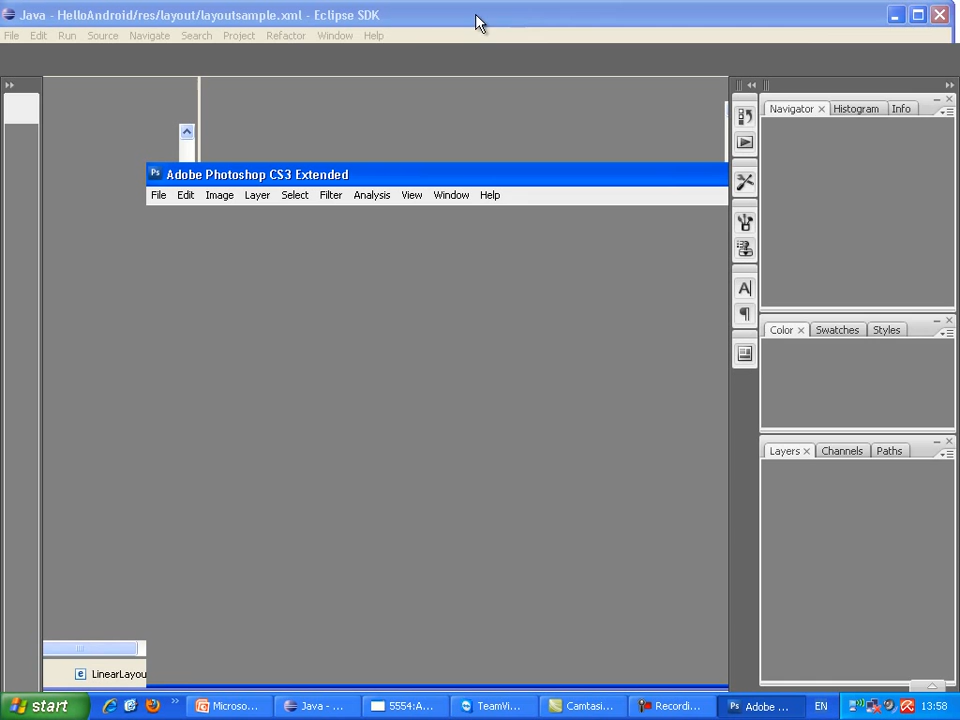 Java - HelloAndroid/res/layout/layoutsample.xml - Eclipse SDK
File Edit Run Source Navigate Search Project Refactor Window Help
Navigator Histogram Info
Ps Adobe Photoshop CS3 Extended
File Edit Image Layer Select Filter Analysis View Window Help
A
Color Swatches Styles
Layers Channels Paths
LinearLayou
start Microso... Java - ... 5554:A... TeamVi... Camtasi... Recordi... Ps Adobe ... EN 13:58